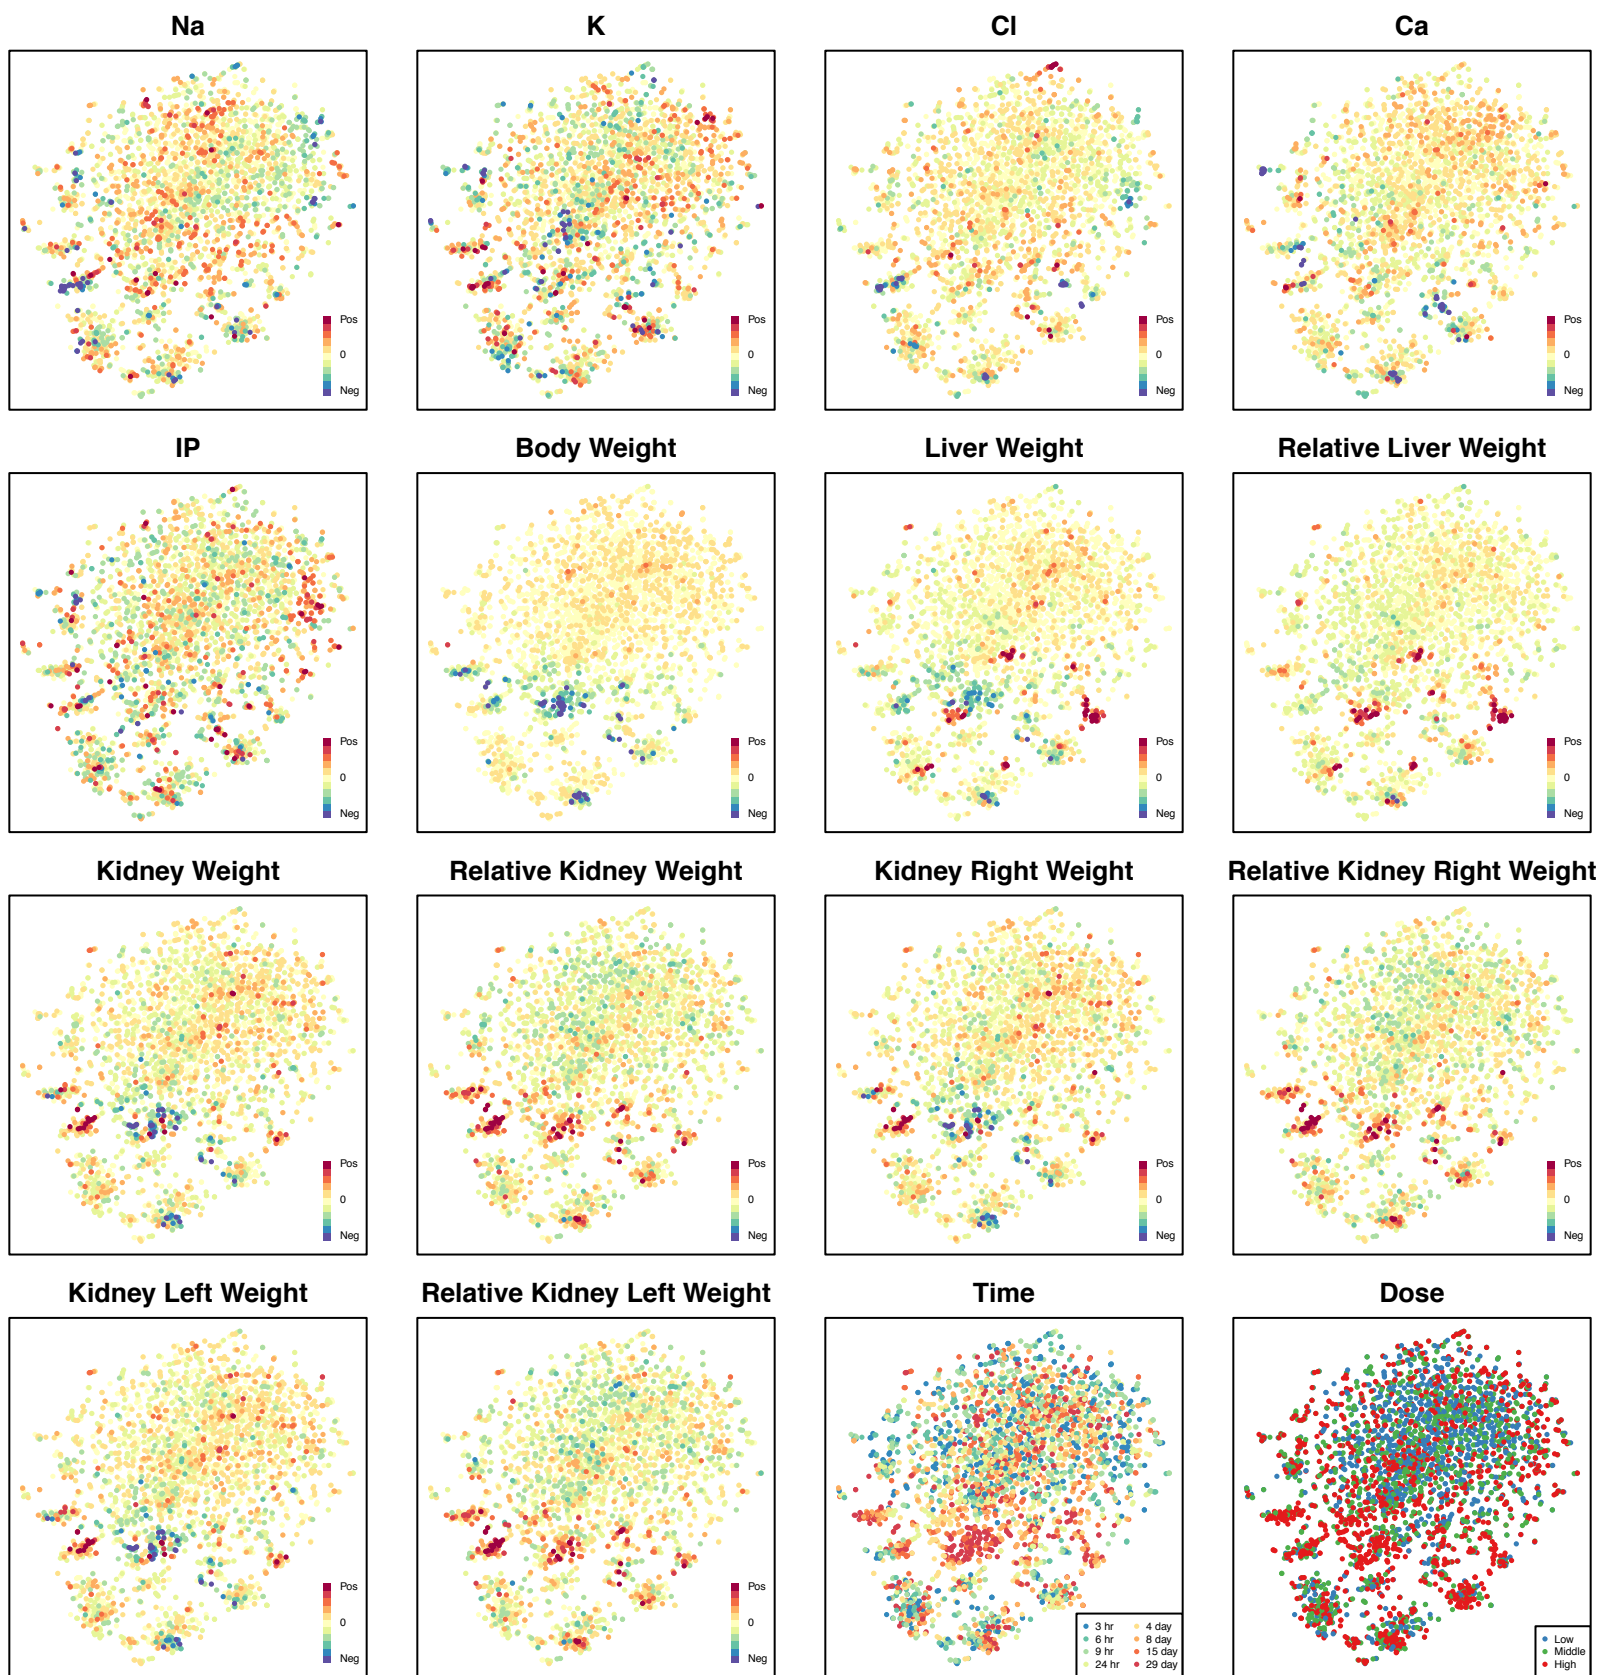 Na K Cl Ca
Pos Pos Pos Pos
0 0 0 0
Neg Neg Neg Neg
IP Body Weight Liver Weight Relative Liver Weight
Pos Pos Pos Pos
0 0 0 0
Neg Neg Neg Neg
Kidney Weight Relative Kidney Weight Kidney Right Weight Relative Kidney Right Weight
Pos Pos Pos Pos
0 0 0 0
Neg Neg Neg Neg
Kidney Left Weight Relative Kidney Left Weight Time Dose
Pos Pos
0 0
Neg Neg
3 hr 4 day
6 hr 8 day
9 hr 15 day
24 hr 29 day
Low
Middle
High